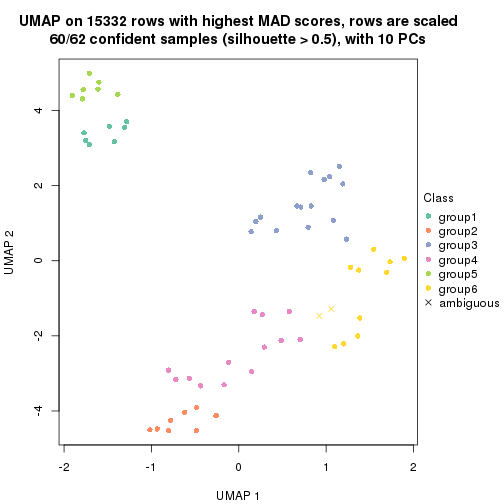 UMAP on 15332 rows with highest MAD scores, rows are scaled
60/62 confident samples (silhouette > 0.5), with 10 PCs
4
2
0
-2
-4
UMAP 2
-2
-1
0
1
2
UMAP 1
Class
group1
group2
group3
group4
group5
group6
ambiguous